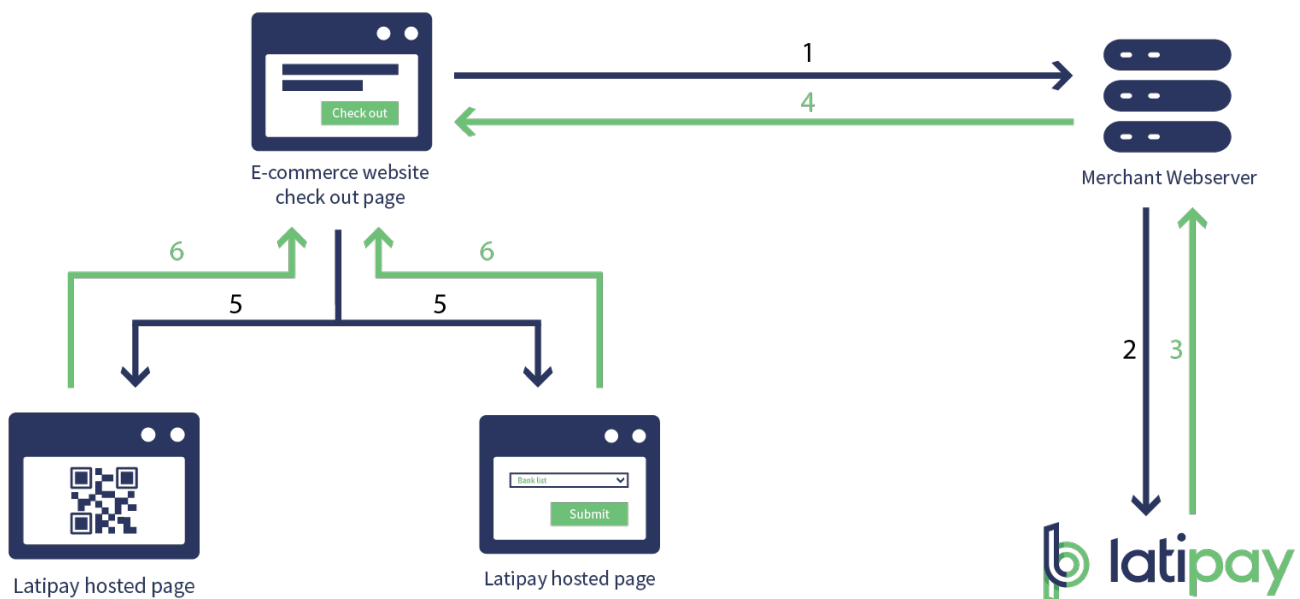 1
4
Check out
E-commerce website
check out page
Merchant Webserver
6
6
5
5
2
3
Bank list
Submit
latipay
Latipay hosted page
Latipay hosted page